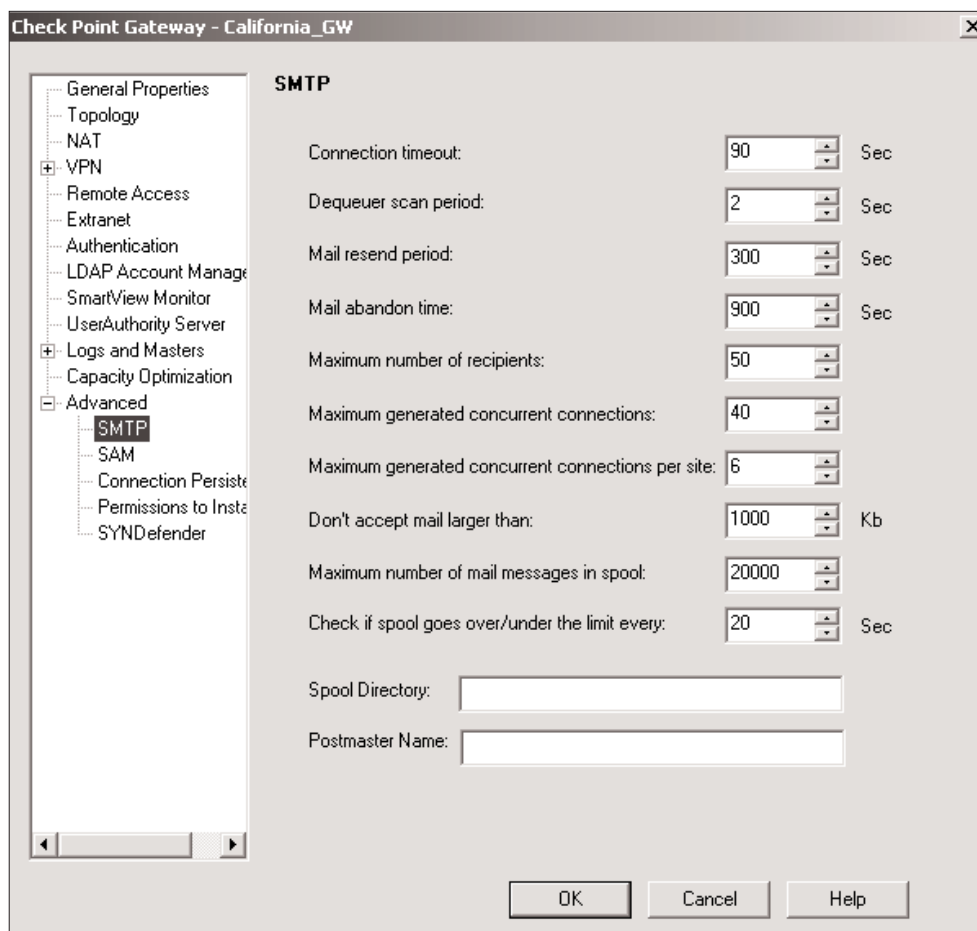 Check Point Gateway - California_GW
General Properties
Topology
NAT
VPN
Remote Access
Extranet
Authentication
LDAP Account Manage
SmartView Monitor
UserAuthority Server
Logs and Masters
Capacity Optimization
Advanced
SMTP
SAM
Connection Persiste
Permissions to Insta
SYNDefender
SMTP
Connection timeout: 90 Sec
Dequeuer scan period: 2 Sec
Mail resend period: 300 Sec
Mail abandon time: 900 Sec
Maximum number of recipients: 50
Maximum generated concurrent connections: 40
Maximum generated concurrent connections per site: 6
Don't accept mail larger than: 1000 Kb
Maximum number of mail messages in spool: 20000
Check if spool goes over/under the limit every: 20 Sec
Spool Directory:
Postmaster Name:
OK Cancel Help